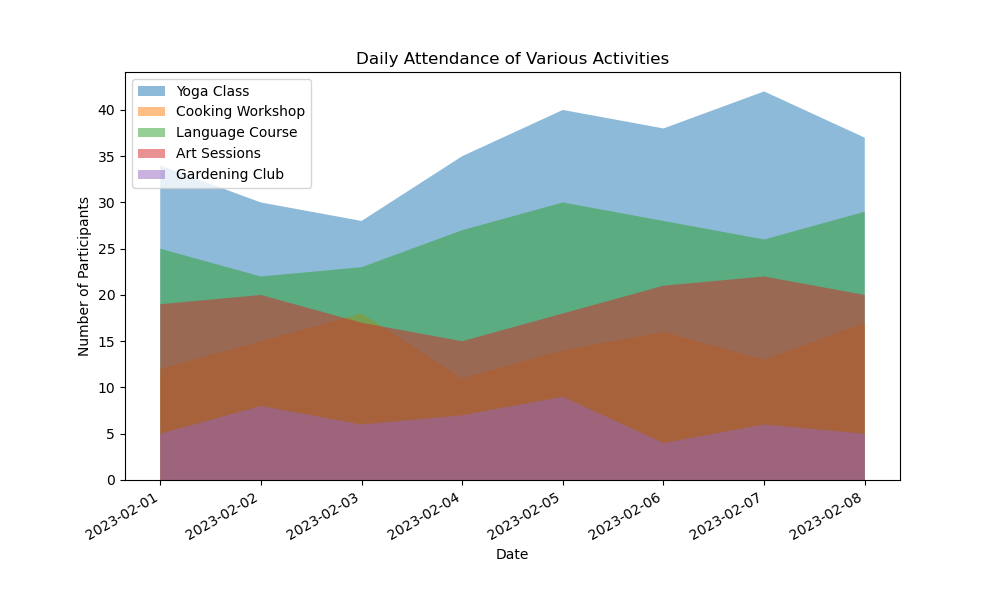 Daily Attendance of Various Activities
Yoga Class
Cooking Workshop
Language Course
Art Sessions
Gardening Club
Number of Participants
40
35
30
25
20
15
10
5
0
2023-02-01
2023-02-02
2023-02-03
2023-02-04
2023-02-05
2023-02-06
2023-02-07
2023-02-08
Date